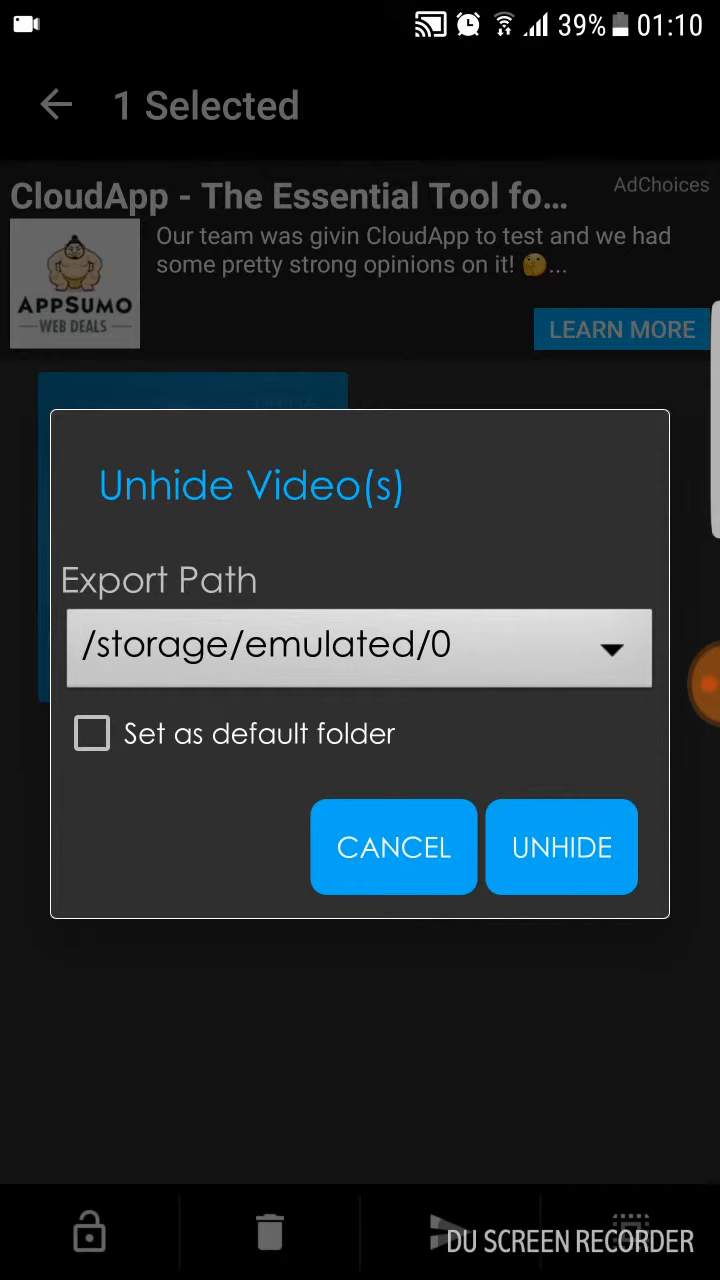 39% 01:10
1 Selected
CloudApp - The Essential Tool fo...
AdChoices
Our team was givin CloudApp to test and we had
some pretty strong opinions on it! 🤔...
APPSUMO
WEB DEALS
LEARN MORE
Unhide Video(s)
Export Path
/storage/emulated/0
Set as default folder
CANCEL
UNHIDE
DU SCREEN RECORDER